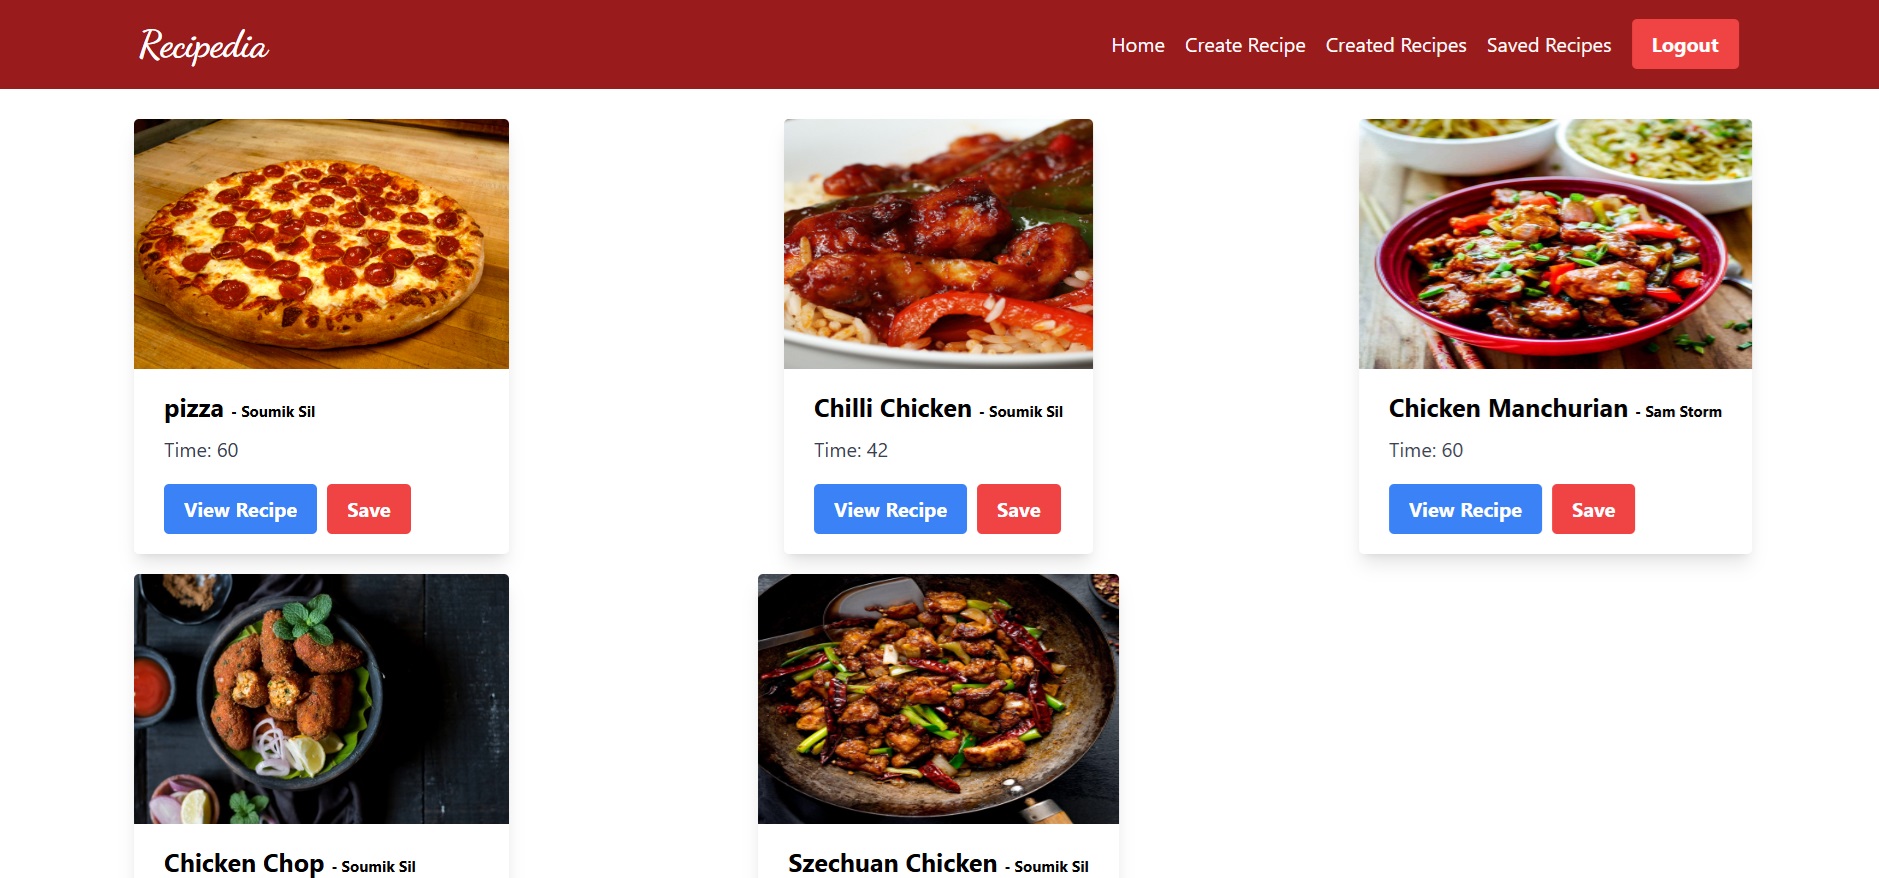 Recipedia
Home Create Recipe Created Recipes Saved Recipes Logout
pizza - Soumik Sil
Time: 60
View Recipe Save
Chilli Chicken - Soumik Sil
Time: 42
View Recipe Save
Chicken Manchurian - Sam Storm
Time: 60
View Recipe Save
Chicken Chop - Soumik Sil
Szechuan Chicken - Soumik Sil